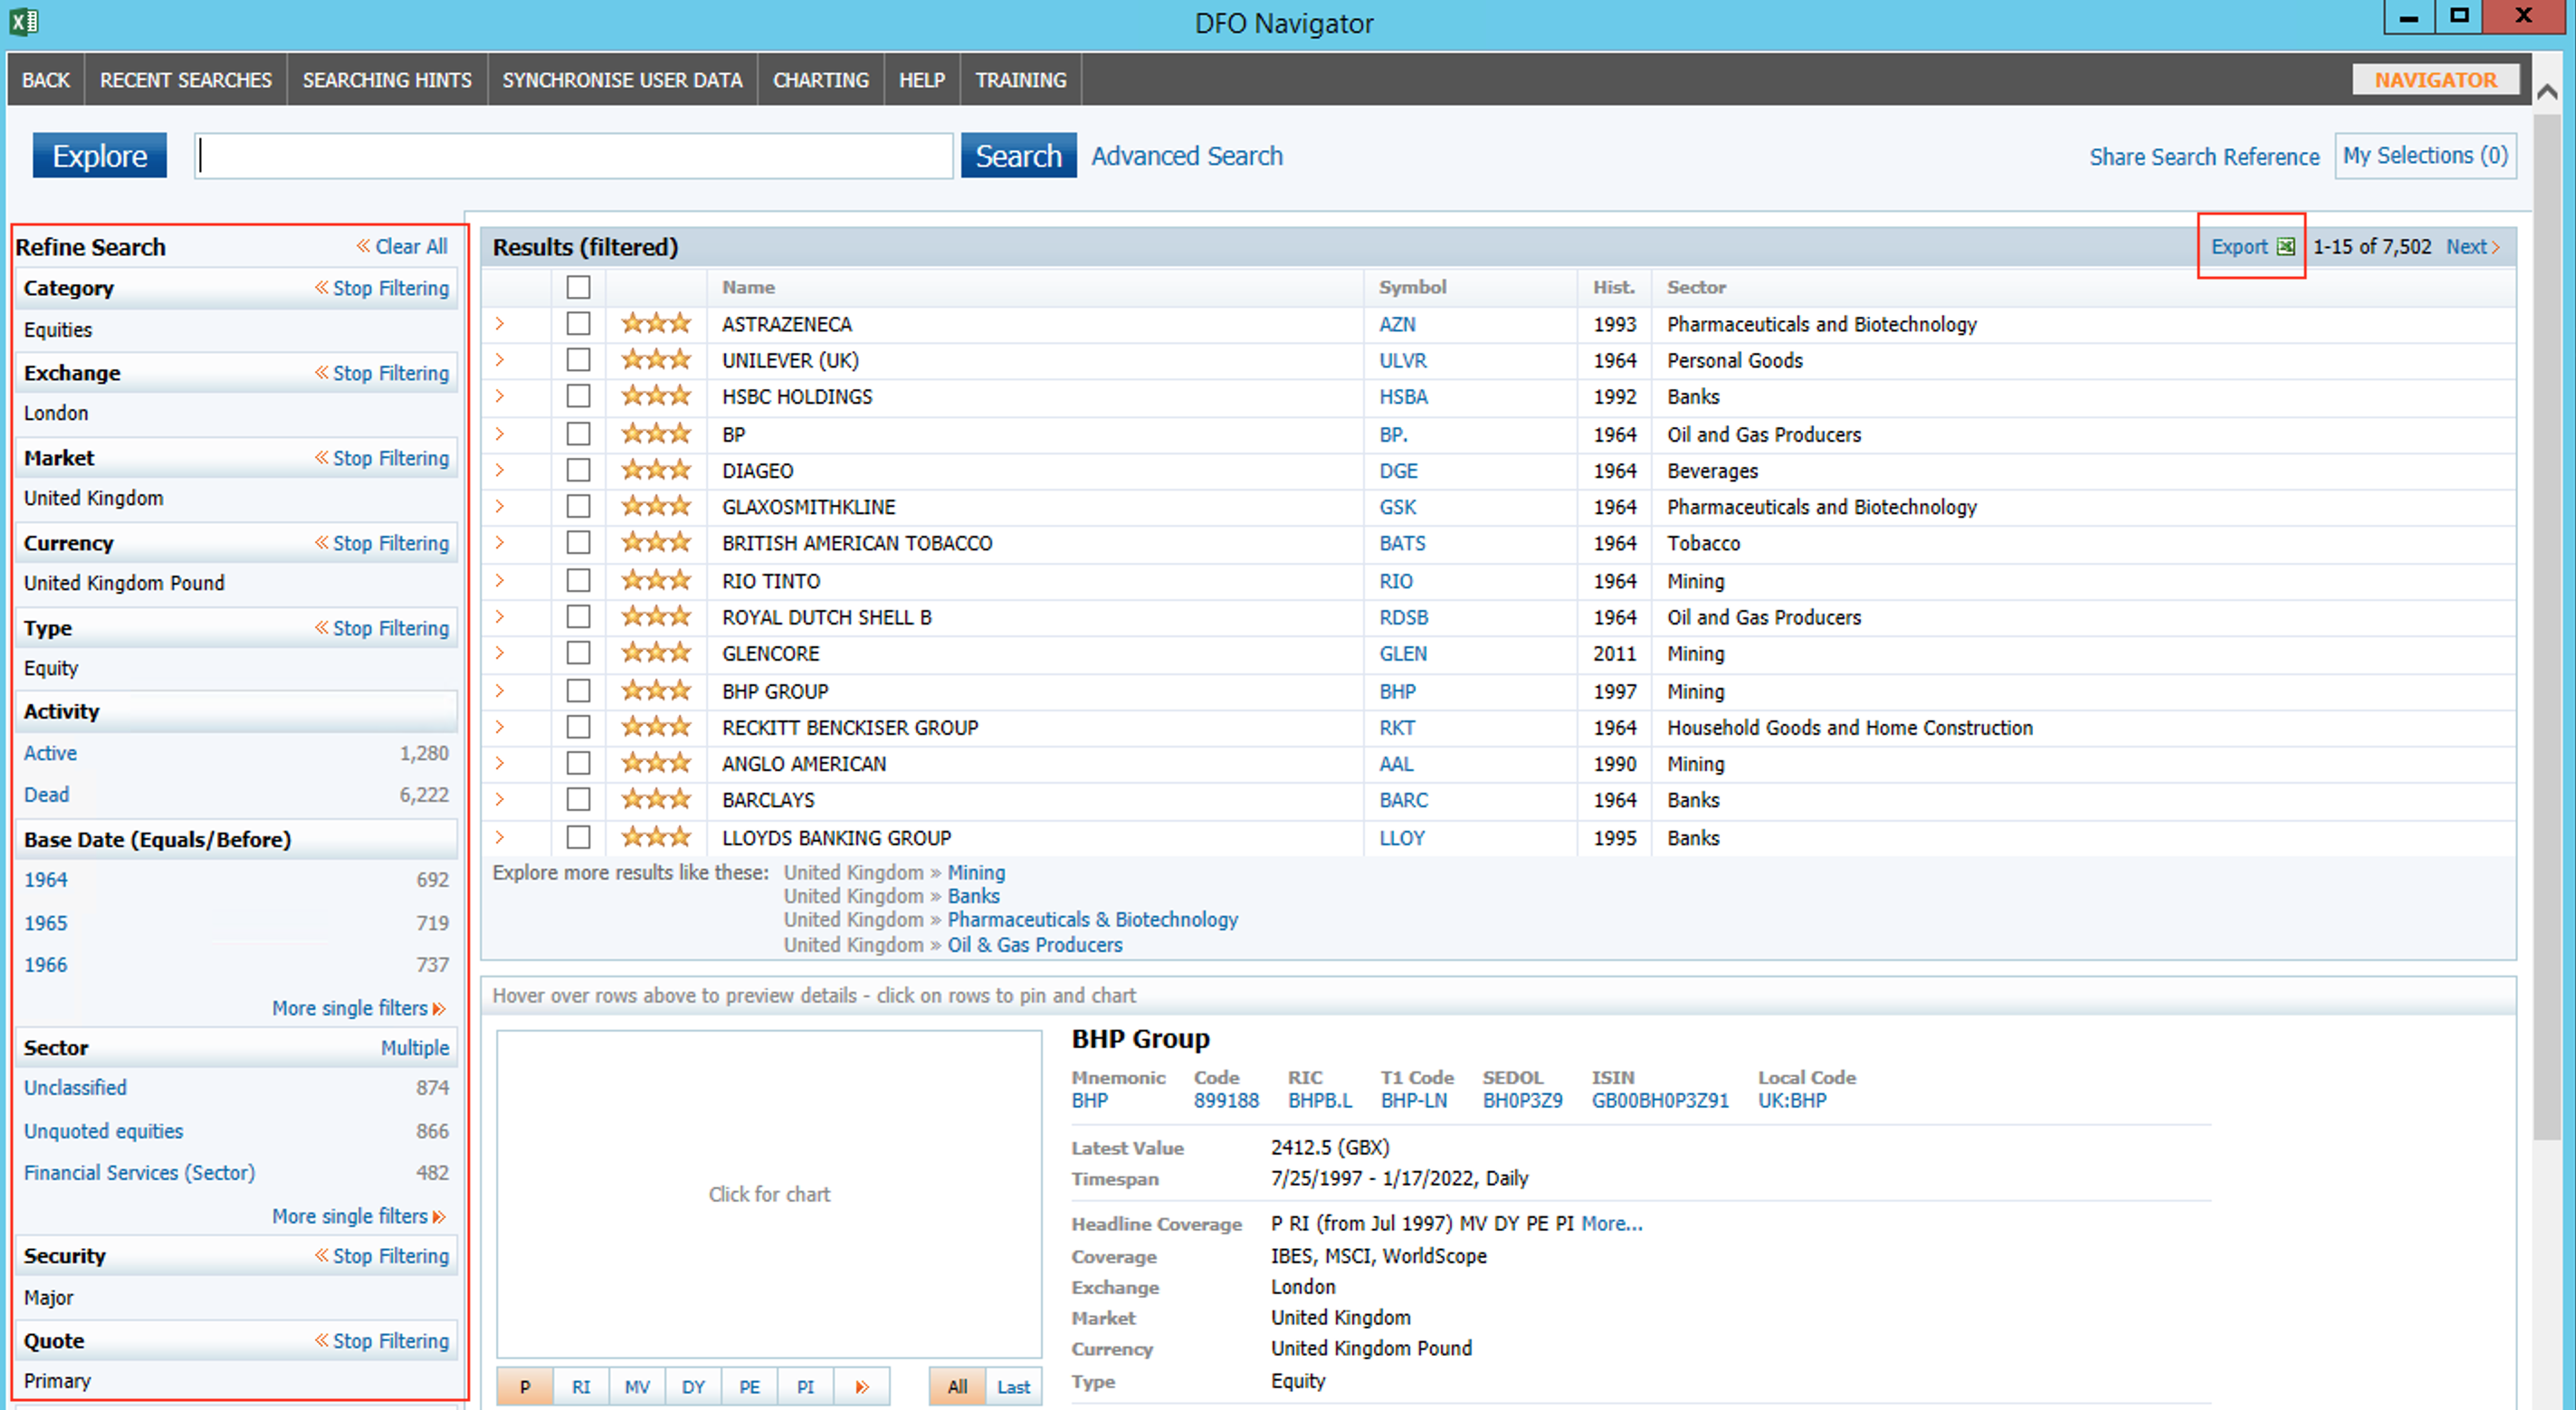 DFO Navigator
BACK RECENT SEARCHES SEARCHING HINTS SYNCHRONISE USER DATA CHARTING HELP TRAINING NAVIGATOR
Explore Search Advanced Search Share Search Reference My Selections (0)
Refine Search « Clear All
Category « Stop Filtering
Equities
Exchange « Stop Filtering
London
Market « Stop Filtering
United Kingdom
Currency « Stop Filtering
United Kingdom Pound
Type « Stop Filtering
Equity
Activity
Active 1,280
Dead 6,222
Base Date (Equals/Before)
1964 692
1965 719
1966 737
More single filters »
Sector Multiple
Unclassified 874
Unquoted equities 866
Financial Services (Sector) 482
More single filters »
Security « Stop Filtering
Major
Quote « Stop Filtering
Primary
Results (filtered) Export 1-15 of 7,502 Next >
Name Symbol Hist. Sector
> ASTRAZENECA AZN 1993 Pharmaceuticals and Biotechnology
> UNILEVER (UK) ULVR 1964 Personal Goods
> HSBC HOLDINGS HSBA 1992 Banks
> BP BP. 1964 Oil and Gas Producers
> DIAGEO DGE 1964 Beverages
> GLAXOSMITHKLINE GSK 1964 Pharmaceuticals and Biotechnology
> BRITISH AMERICAN TOBACCO BATS 1964 Tobacco
> RIO TINTO RIO 1964 Mining
> ROYAL DUTCH SHELL B RDSB 1964 Oil and Gas Producers
> GLENCORE GLEN 2011 Mining
> BHP GROUP BHP 1997 Mining
> RECKITT BENCKISER GROUP RKT 1964 Household Goods and Home Construction
> ANGLO AMERICAN AAL 1990 Mining
> BARCLAYS BARC 1964 Banks
> LLOYDS BANKING GROUP LLOY 1995 Banks
Explore more results like these: United Kingdom » Mining
United Kingdom » Banks
United Kingdom » Pharmaceuticals & Biotechnology
United Kingdom » Oil & Gas Producers
Hover over rows above to preview details - click on rows to pin and chart
Click for chart
P RI MV DY PE PI » All Last
BHP Group
Mnemonic Code RIC T1 Code SEDOL ISIN Local Code
BHP 899188 BHPB.L BHP-LN BH0P3Z9 GB00BH0P3Z91 UK:BHP
Latest Value 2412.5 (GBX)
Timespan 7/25/1997 - 1/17/2022, Daily
Headline Coverage P RI (from Jul 1997) MV DY PE PI More...
Coverage IBES, MSCI, WorldScope
Exchange London
Market United Kingdom
Currency United Kingdom Pound
Type Equity